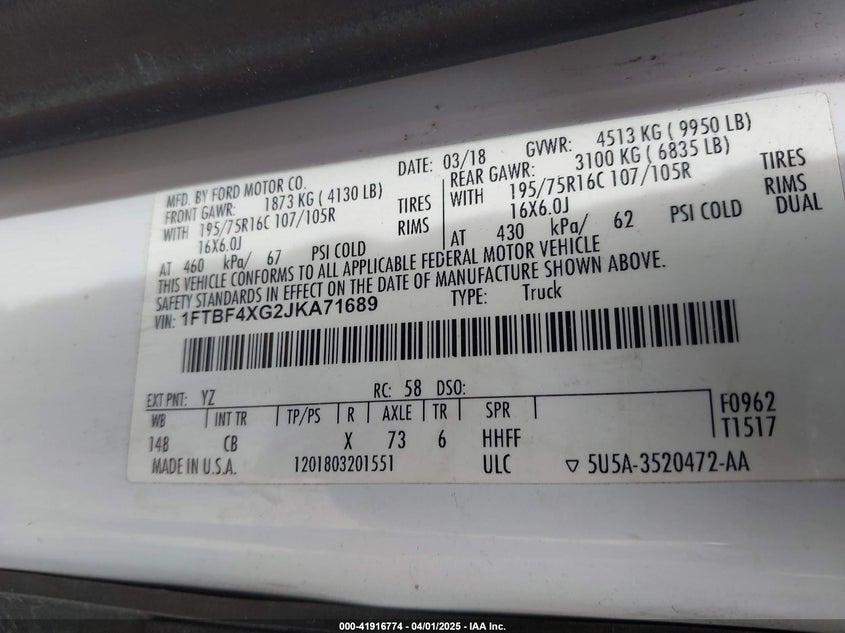 MFD. BY FORD MOTOR CO.
FRONT GAWR: 1873 KG ( 4130 LB)
WITH 195/75R16C 107/105R TIRES
16X6.0J RIMS
AT 460 kPa/ 67 PSI COLD
DATE: 03/18 GVWR: 4513 KG ( 9950 LB)
REAR GAWR: 3100 KG ( 6835 LB)
WITH 195/75R16C 107/105R TIRES
16X6.0J RIMS
AT 430 kPa/ 62 PSI COLD DUAL
THIS VEHICLE CONFORMS TO ALL APPLICABLE FEDERAL MOTOR VEHICLE
SAFETY STANDARDS IN EFFECT ON THE DATE OF MANUFACTURE SHOWN ABOVE.
VIN: 1FTBF4XG2JKA71689 TYPE: Truck
EXT PNT: YZ RC: 58 DSO:
WB INT TR TP/PS R AXLE TR SPR F0962
148 CB X 73 6 HHFF T1517
MADE IN U.S.A. 1201803201551 ULC 5U5A-3520472-AA
000-41916774 - 04/01/2025 - IAA Inc.